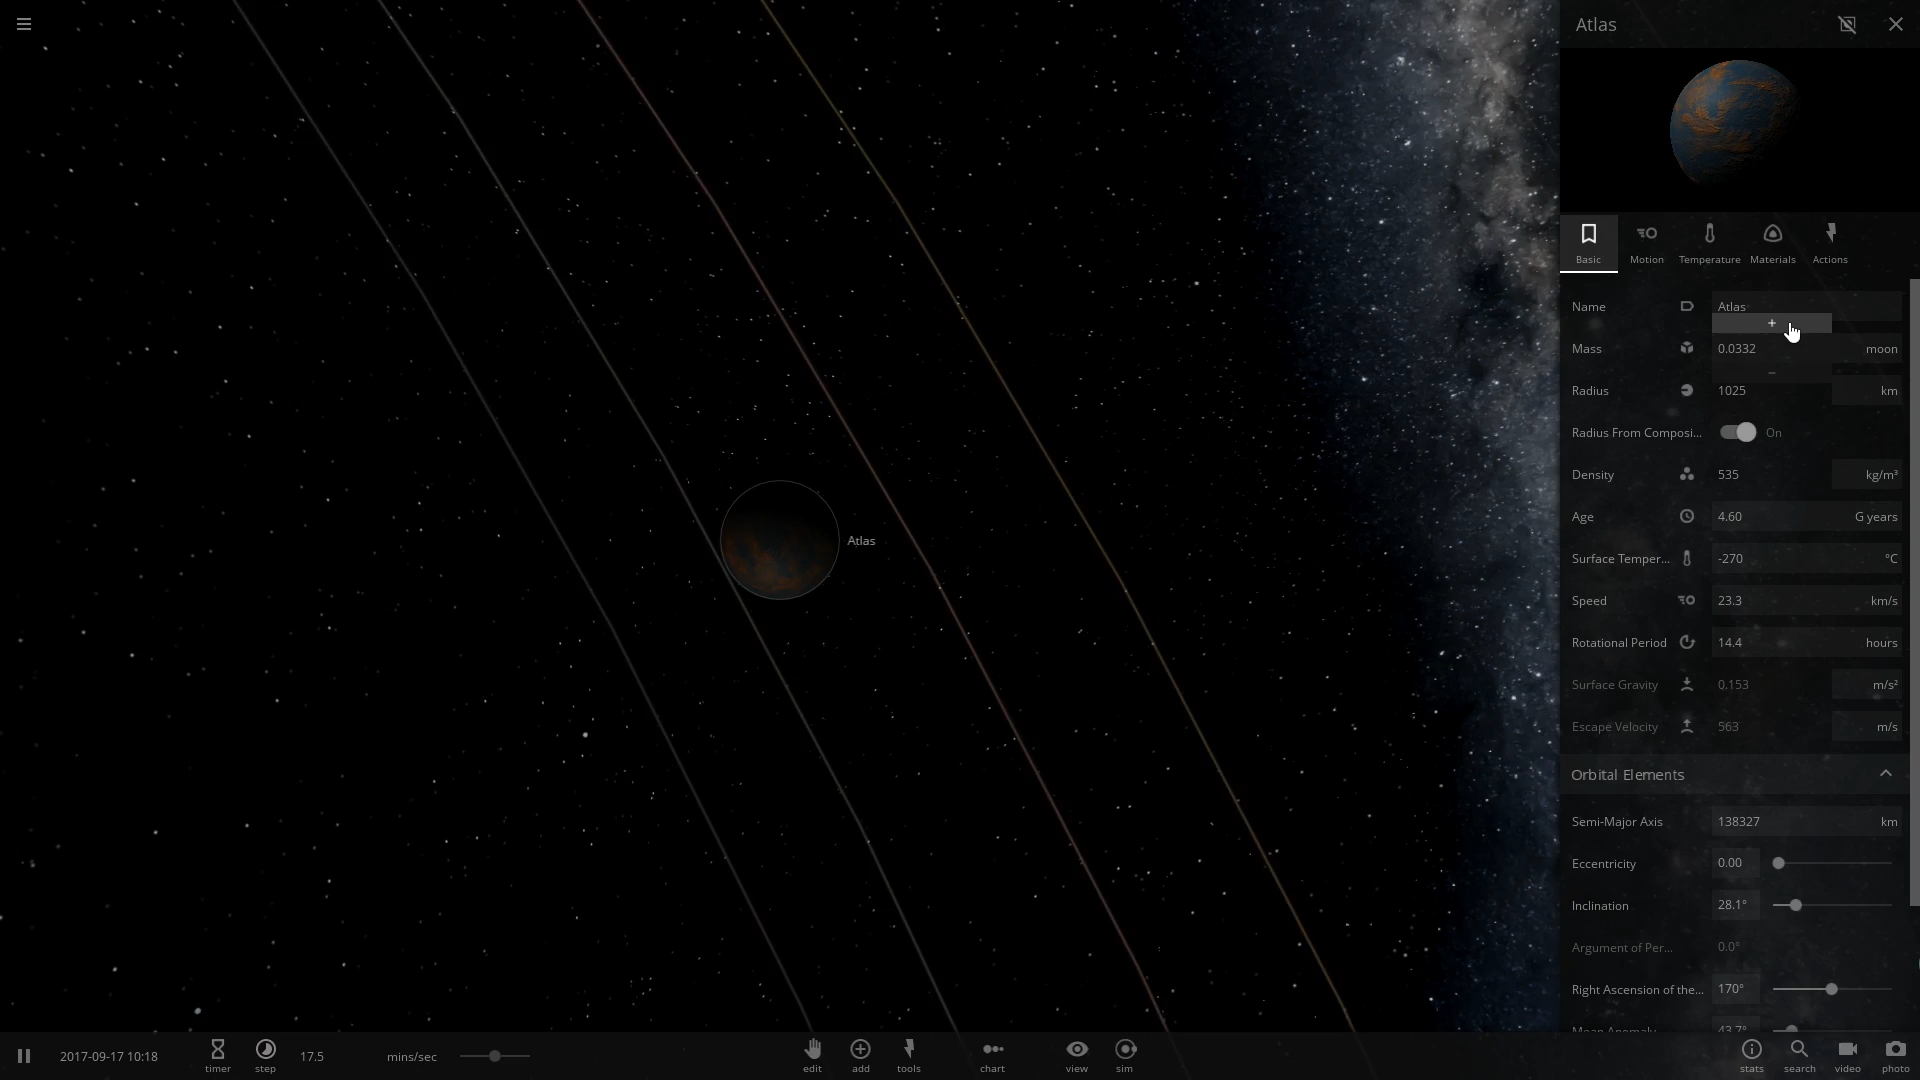 Atlas
Basic
Motion
Temperature
Materials
Actions
Name
Atlas
+
Mass
0.0332
moon
–
Radius
1025
km
Radius From Composi...
On
Density
535
kg/m³
Age
4.60
G years
Surface Temper...
-270
°C
Speed
23.3
km/s
Rotational Period
14.4
hours
Surface Gravity
0.153
m/s²
Escape Velocity
563
m/s
Orbital Elements
Semi-Major Axis
138327
km
Eccentricity
0.00
Inclination
28.1°
Argument of Per...
0.0°
Right Ascension of the...
170°
Mean Anomaly
43.7°
Atlas
2017-09-17 10:18
timer
step
17.5
mins/sec
edit
add
tools
chart
view
sim
stats
search
video
photo